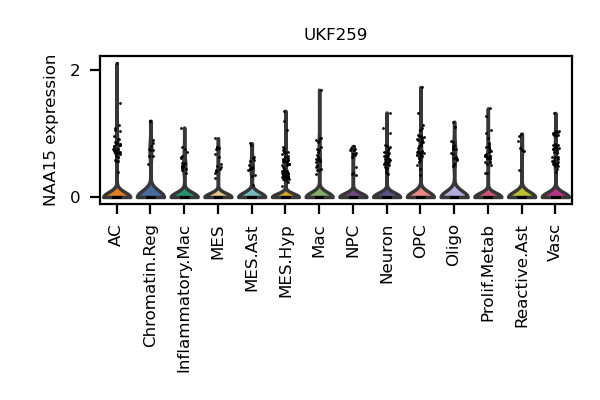 UKF259
NAA15 expression
2
0
AC
Chromatin.Reg
Inflammatory.Mac
MES
MES.Ast
MES.Hyp
Mac
NPC
Neuron
OPC
Oligo
Prolif.Metab
Reactive.Ast
Vasc